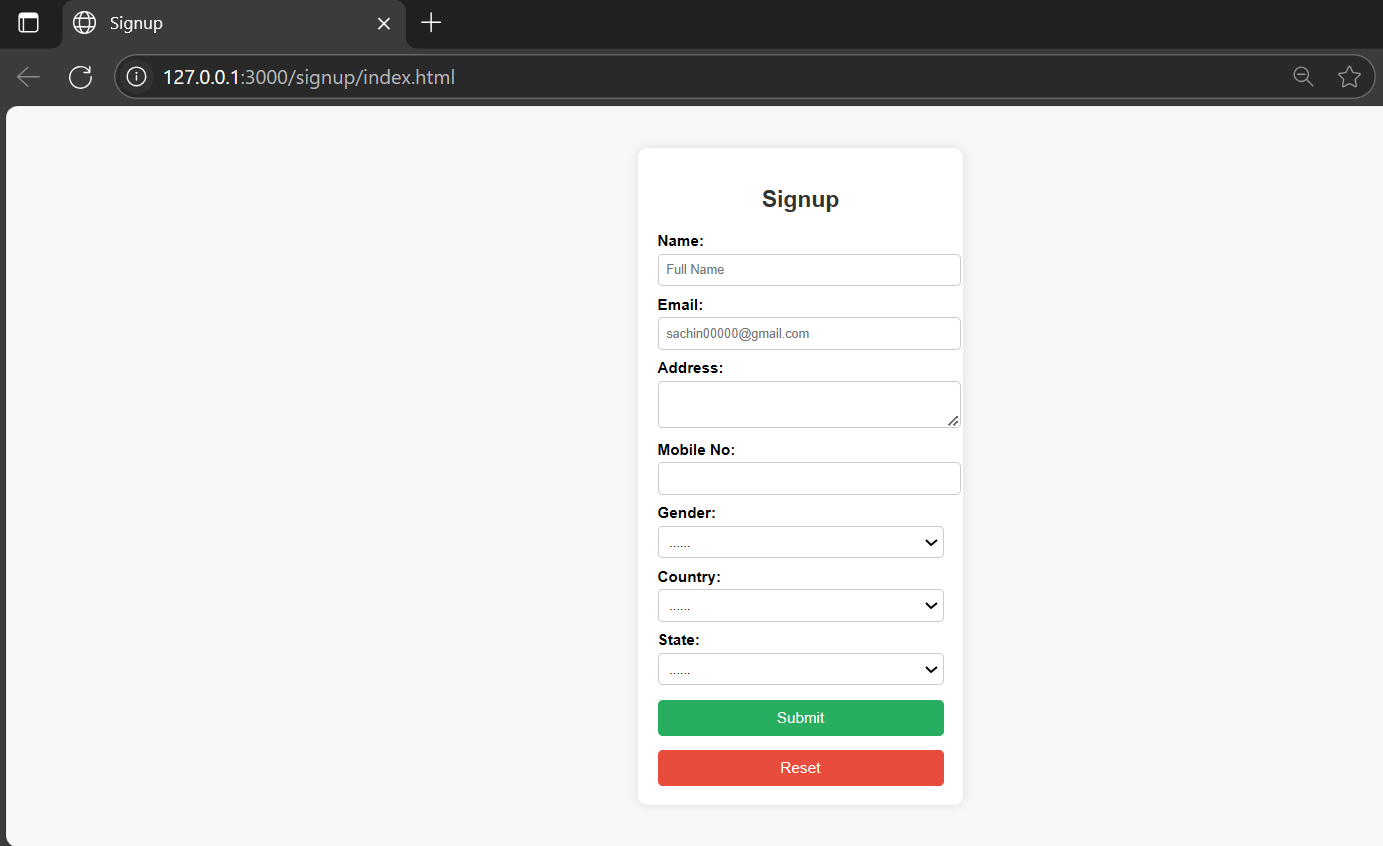 Signup
127.0.0.1:3000/signup/index.html
Signup
Name:
Full Name
Email:
sachin00000@gmail.com
Address:
Mobile No:
Gender:
......
Country:
......
State:
......
Submit
Reset